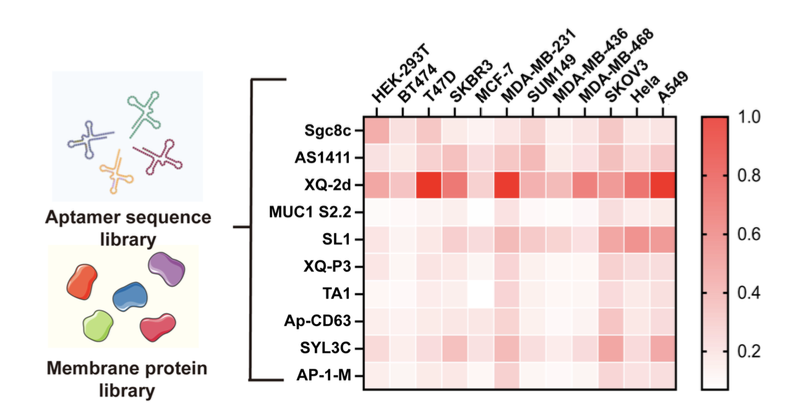 HEK-293T
BT474
T47D
SKBR3
MCF-7
MDA-MB-231
SUM149
MDA-MB-436
MDA-MB-468
SKOV3
Hela
A549
Sgc8c
AS1411
XQ-2d
MUC1 S2.2
SL1
XQ-P3
TA1
Ap-CD63
SYL3C
AP-1-M
1.0
0.8
0.6
0.4
0.2
Aptamer sequence
library
Membrane protein
library